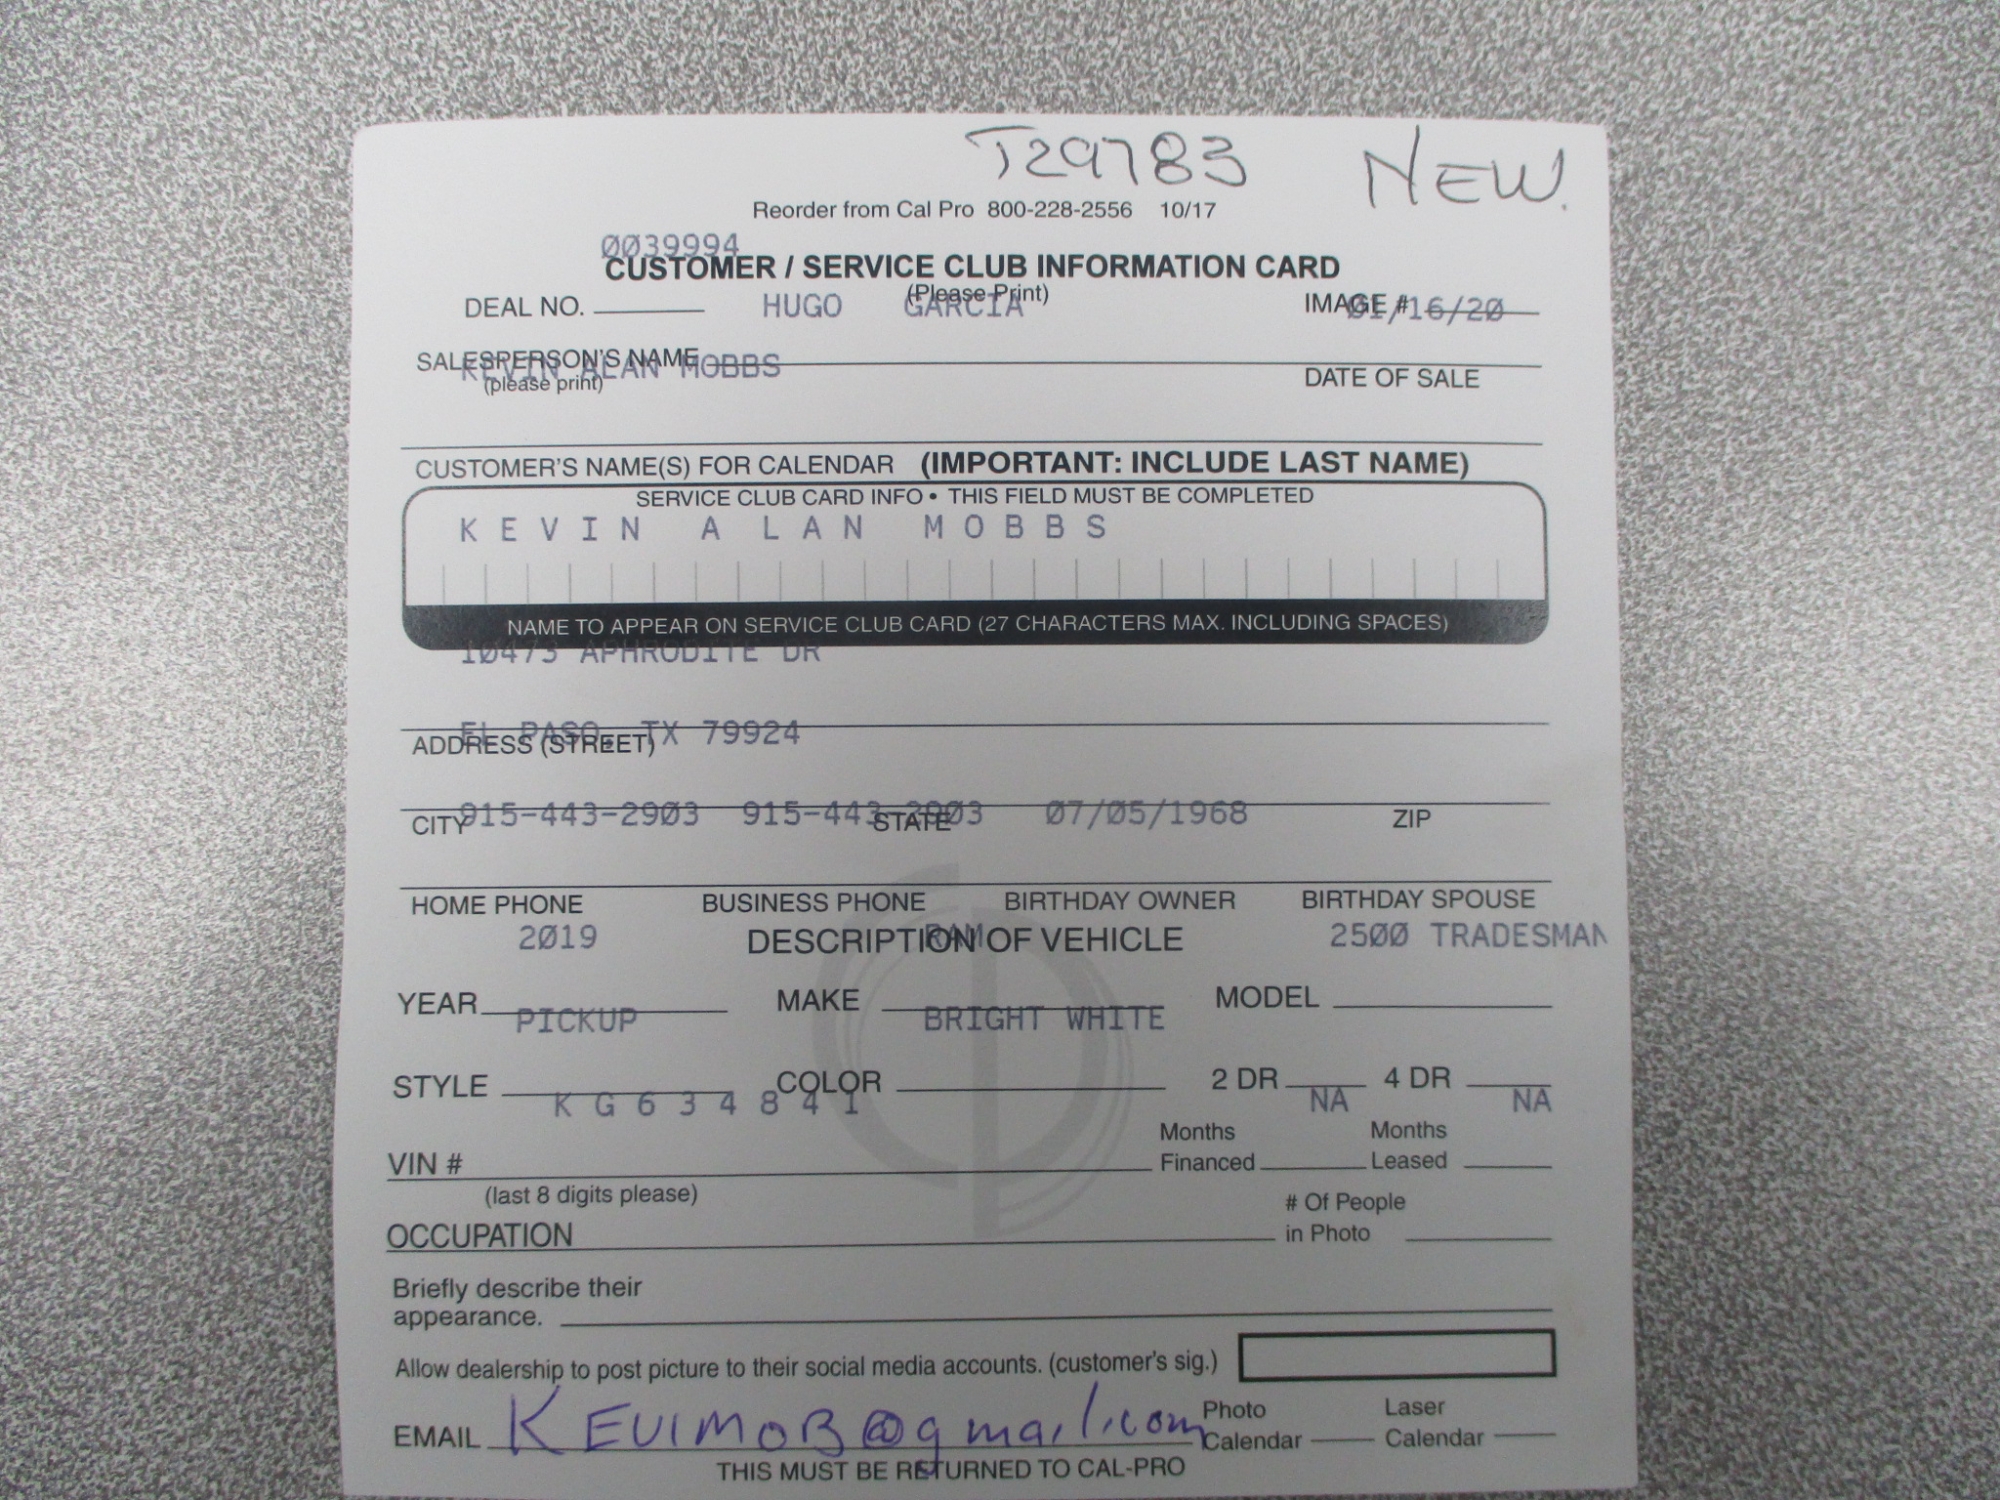 T29783 NEW.
Reorder from Cal Pro 800-228-2556 10/17
0039994
CUSTOMER / SERVICE CLUB INFORMATION CARD
(Please Print)
DEAL NO. HUGO GARCIA IMAGE # 01/16/20
SALESPERSON'S NAME
KEVIN ALAN MOBBS
(please print) DATE OF SALE
CUSTOMER'S NAME(S) FOR CALENDAR (IMPORTANT: INCLUDE LAST NAME)
SERVICE CLUB CARD INFO • THIS FIELD MUST BE COMPLETED
KEVIN ALAN MOBBS
NAME TO APPEAR ON SERVICE CLUB CARD (27 CHARACTERS MAX. INCLUDING SPACES)
10473 APHRODITE DR
EL PASO, TX 79924
ADDRESS (STREET)
915-443-2903 915-443-2903 07/05/1968
CITY STATE ZIP
HOME PHONE BUSINESS PHONE BIRTHDAY OWNER BIRTHDAY SPOUSE
2019 RAM 2500 TRADESMAN
DESCRIPTION OF VEHICLE
YEAR MAKE MODEL
PICKUP BRIGHT WHITE
STYLE COLOR 2 DR 4 DR
KG634841 NA NA
Months Months
VIN # Financed Leased
(last 8 digits please) # Of People
OCCUPATION in Photo
Briefly describe their
appearance.
Allow dealership to post picture to their social media accounts. (customer's sig.)
Photo Laser
EMAIL KEVIMOB@gmail.com Calendar Calendar
THIS MUST BE RETURNED TO CAL-PRO